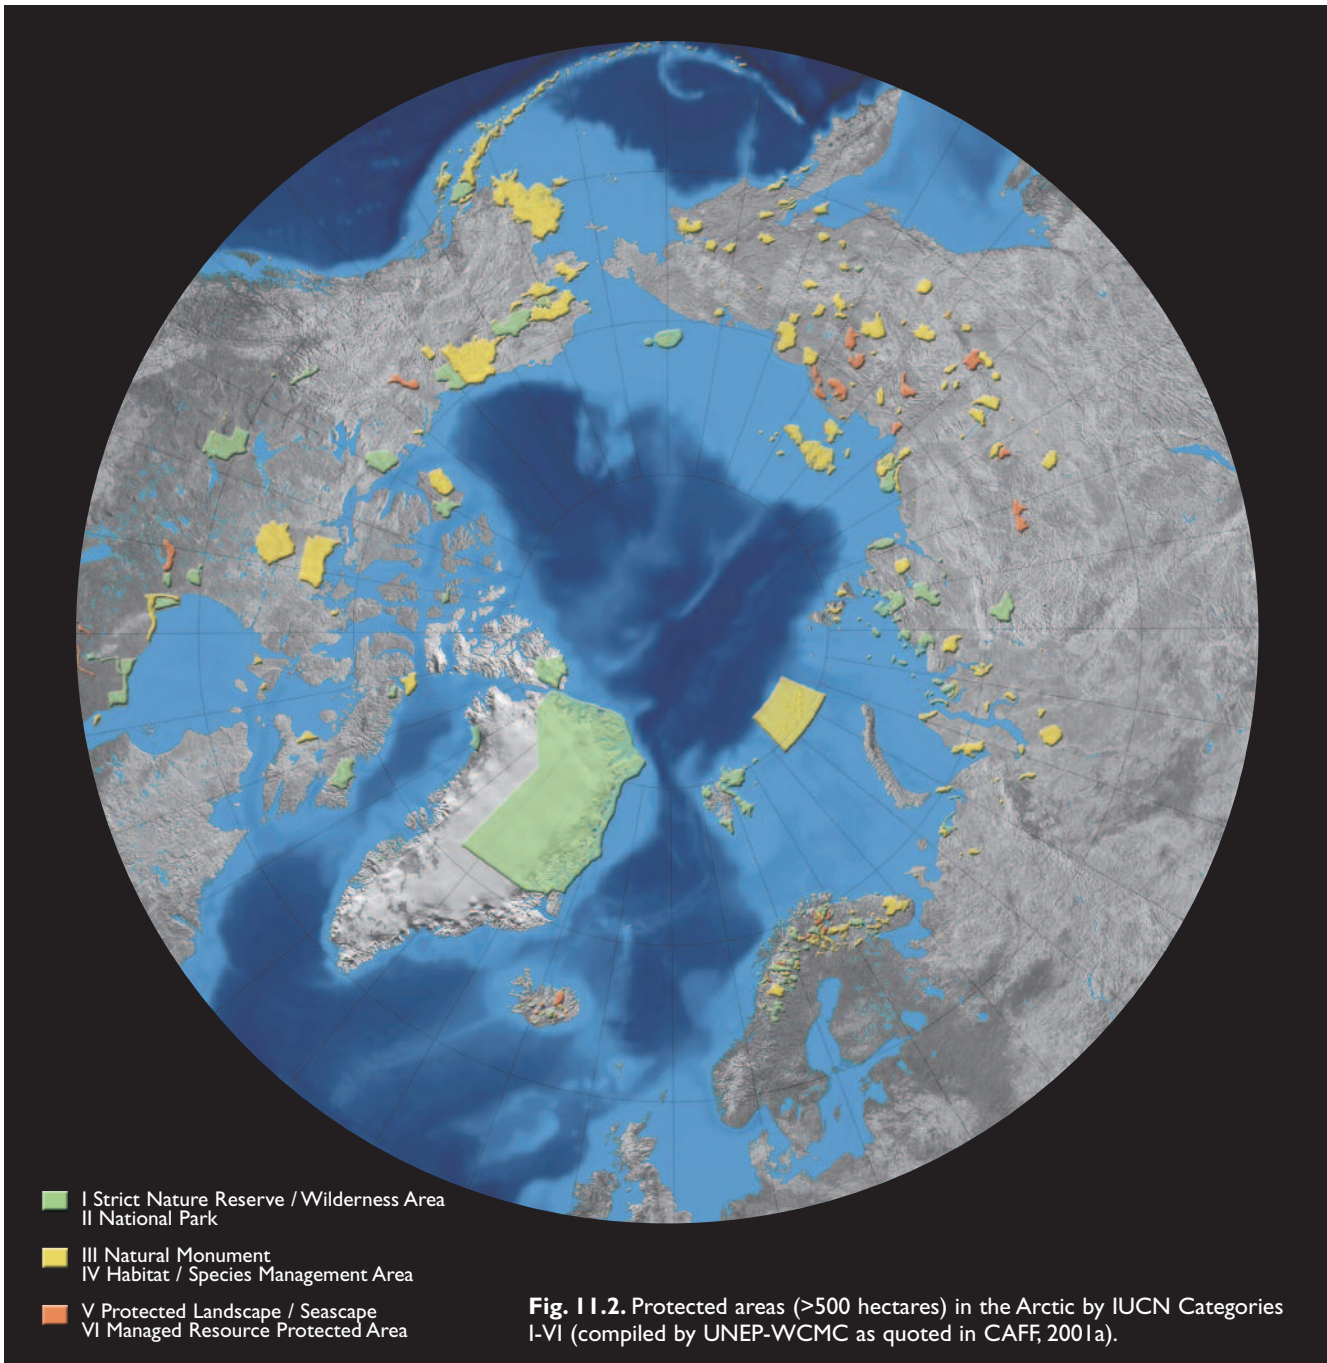 I Strict Nature Reserve / Wilderness Area
II National Park
III Natural Monument
IV Habitat / Species Management Area
V Protected Landscape / Seascape
VI Managed Resource Protected Area
Fig. 11.2. Protected areas (>500 hectares) in the Arctic by IUCN Categories
I-VI (compiled by UNEP-WCMC as quoted in CAFF, 2001a).